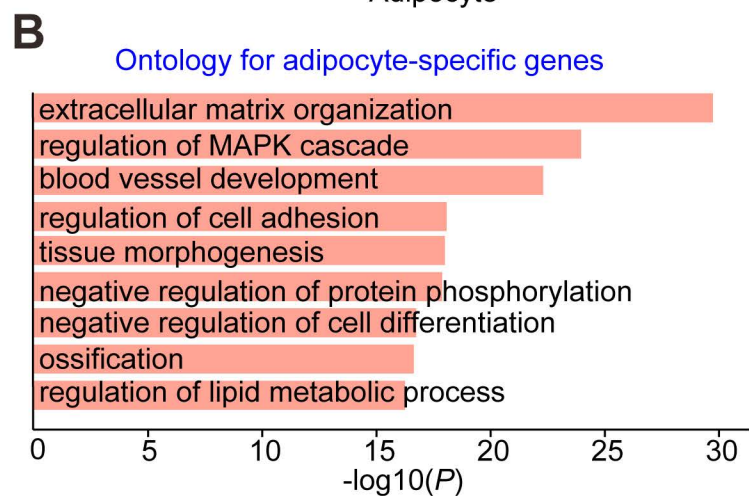 Adipocyte
B
Ontology for adipocyte-specific genes
extracellular matrix organization
regulation of MAPK cascade
blood vessel development
regulation of cell adhesion
tissue morphogenesis
negative regulation of protein phosphorylation
negative regulation of cell differentiation
ossification
regulation of lipid metabolic process
0 5 10 15 20 25 30
-log10(P)